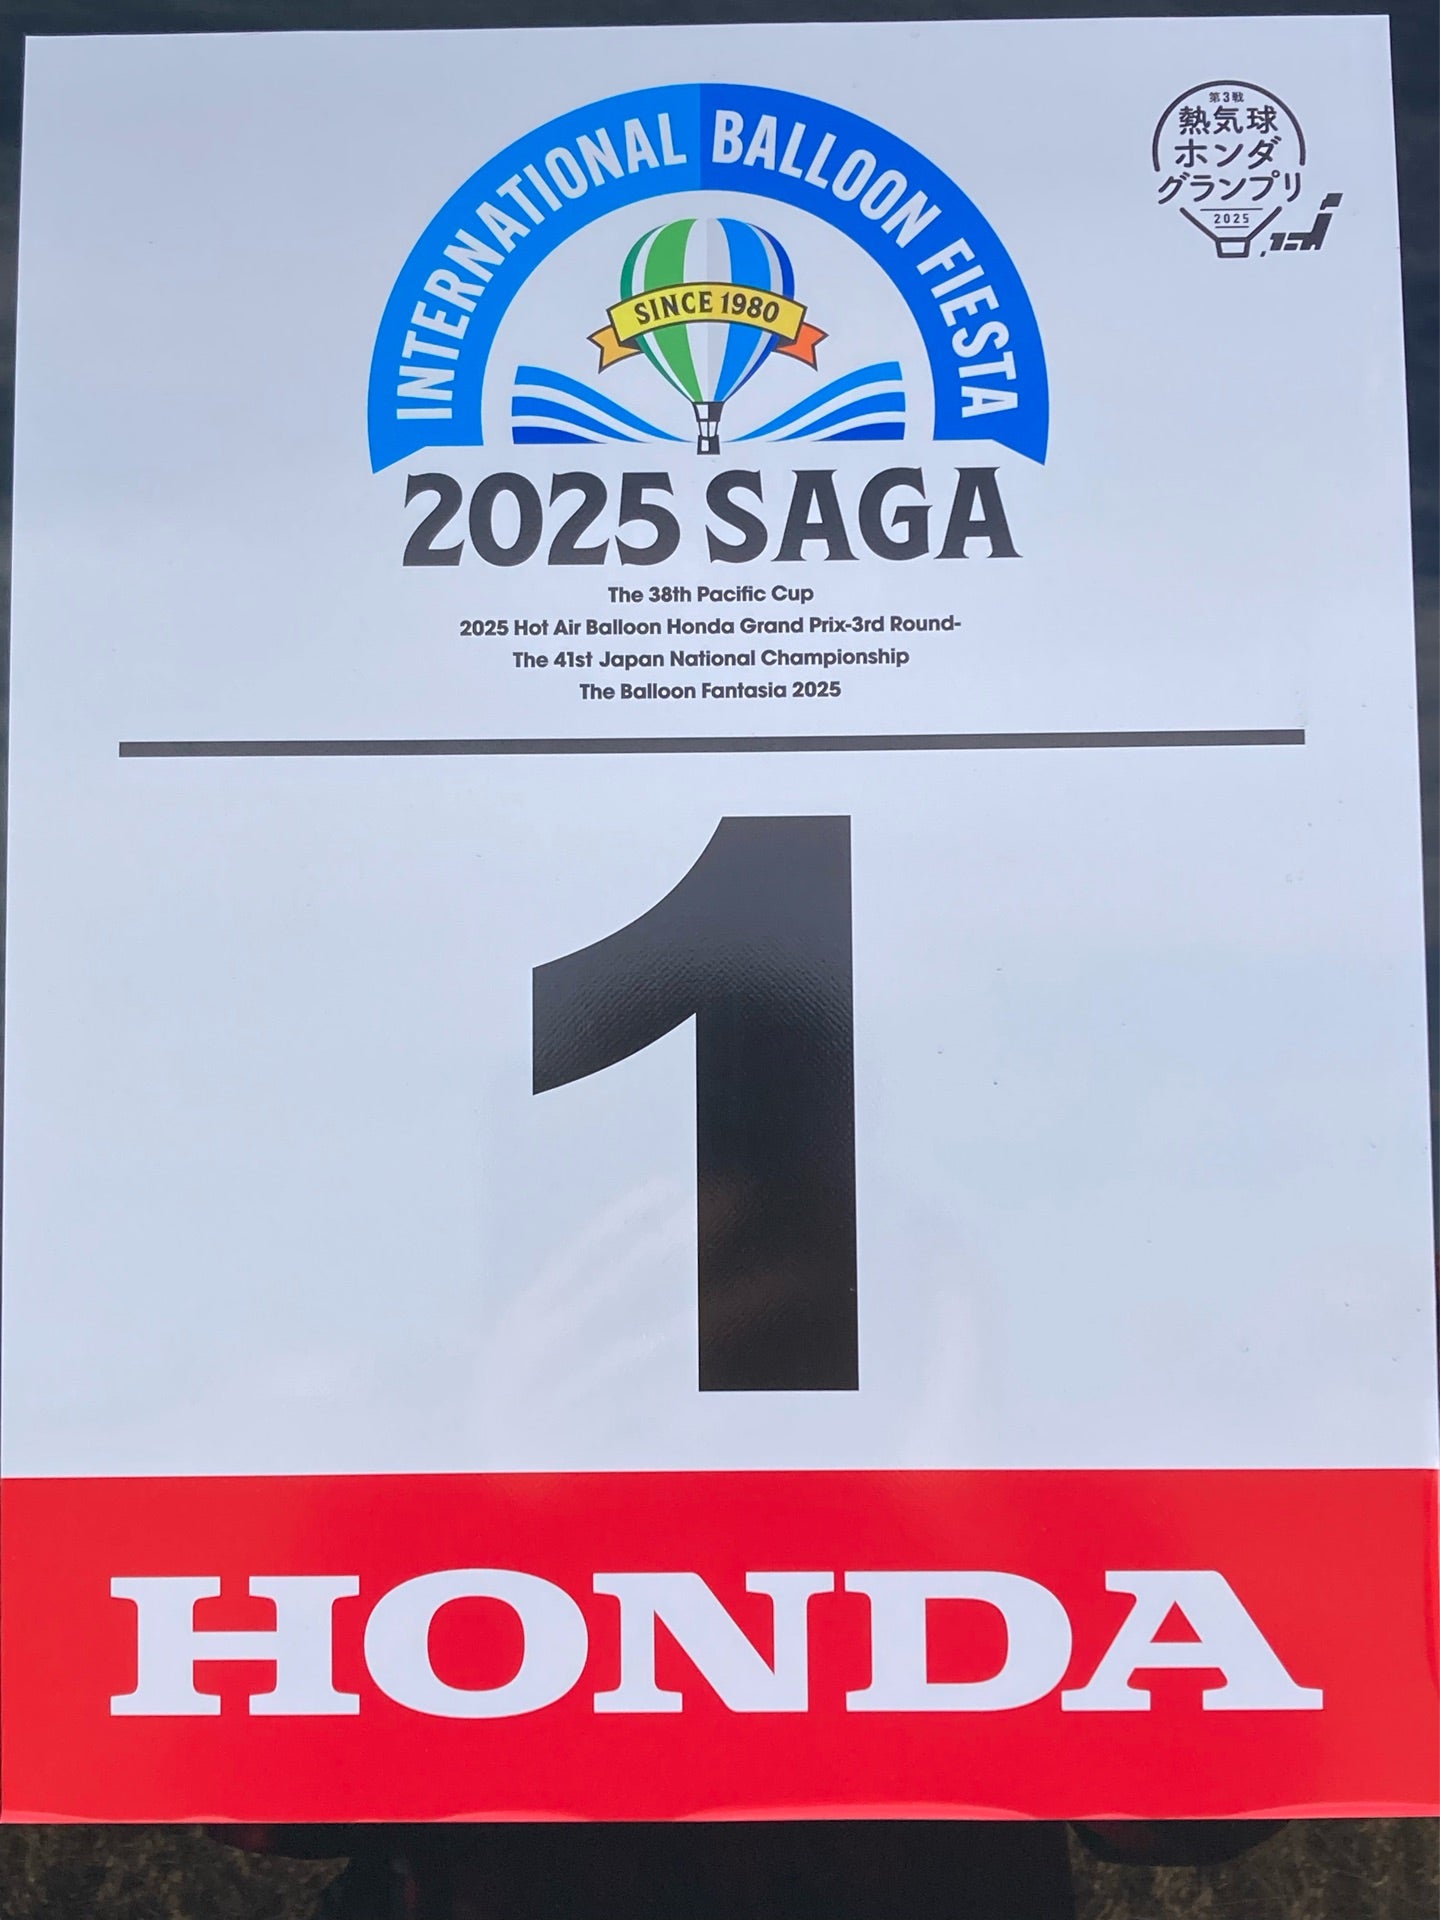 第3戦
熱気球
ホンダ
グランプリ
2025
INTERNATIONAL BALLOON FIESTA
SINCE 1980
2025 SAGA
The 38th Pacific Cup
2025 Hot Air Balloon Honda Grand Prix-3rd Round-
The 41st Japan National Championship
The Balloon Fantasia 2025
1
HONDA